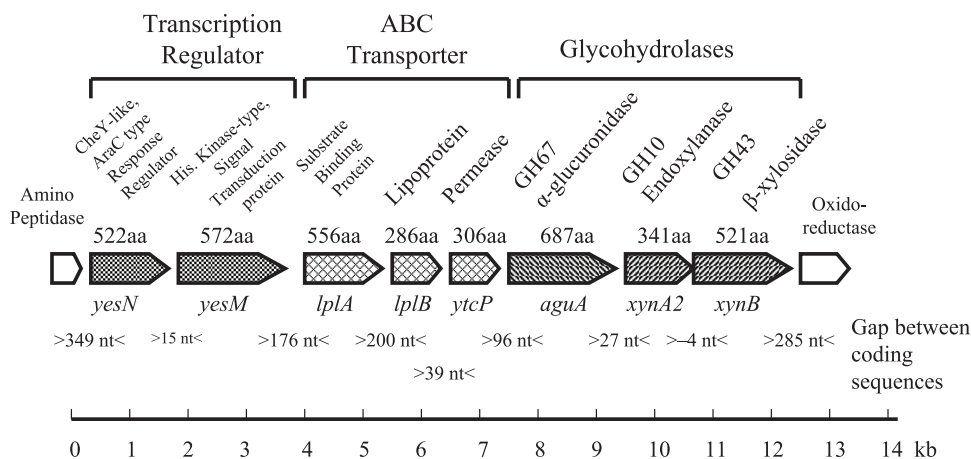 Transcription
Regulator
ABC
Transporter
Glycohydrolases
Amino
Peptidase
CheY-like,
AraC type
Response
Regulator
His. Kinase-type,
Signal
Transduction
protein
Substrate
Binding
Protein
Lipoprotein
Permease
GH67
α-glucuronidase
GH10
Endoxylanase
GH43
β-xylosidase
Oxido-
reductase
522aa 572aa 556aa 286aa 306aa 687aa 341aa 521aa
yesN yesM lplA lplB ytcP aguA xynA2 xynB
>349 nt< >15 nt< >176 nt< >200 nt< >96 nt< >27 nt< >–4 nt< >285 nt<
>39 nt<
Gap between
coding
sequences
0 1 2 3 4 5 6 7 8 9 10 11 12 13 14 kb